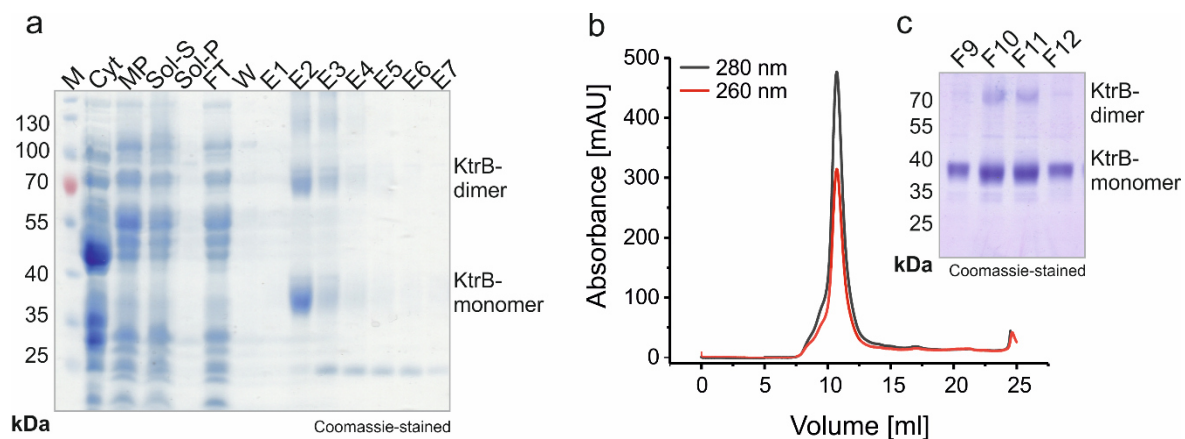 a
M Cyt MP Sol-S Sol-P FT W E1 E2 E3 E4 E5 E6 E7
130
100
70
55
40
35
25
kDa
KtrB-
dimer
KtrB-
monomer
Coomassie-stained
b
500
400
300
200
100
0
Absorbance [mAU]
280 nm
260 nm
0 5 10 15 20 25
Volume [ml]
c
F9 F10 F11 F12
70
55
40
35
25
kDa
KtrB-
dimer
KtrB-
monomer
Coomassie-stained